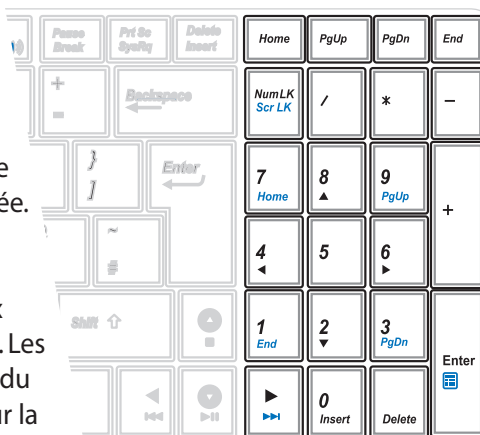 Pause Prt Sc Delete Home PgUp PgDn End
Break SysRq Insert
+ Backspace NumLK / * −
= Scr LK
e } Enter 7 8 9 +
ée. ] Home ▲ PgUp
~ 4 5 6
# ◀ ▶
x Shift 1 2 3
. Les End ▼ PgDn Enter
du 0
ur la Insert Delete